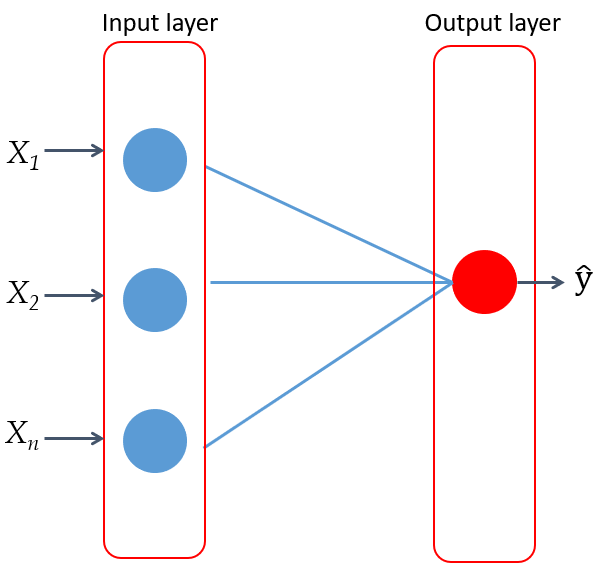 Input layer
Output layer
X1
X2
ŷ
Xn